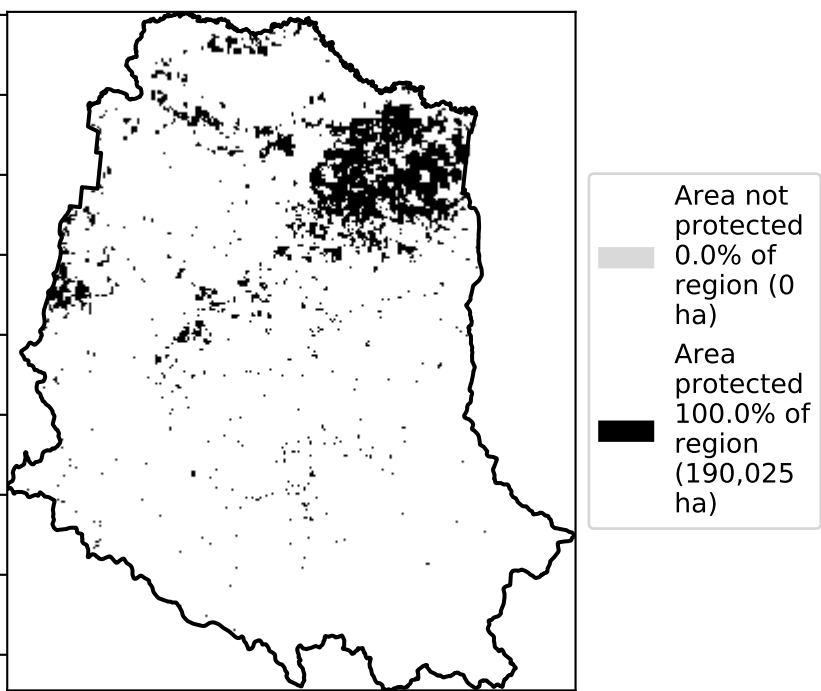 Area not
protected
0.0% of
region (0
ha)
Area
protected
100.0% of
region
(190,025
ha)